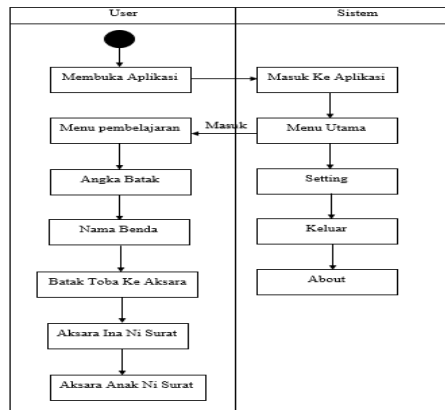 User
Sistem
Membuka Aplikasi
Masuk Ke Aplikasi
Menu pembelajaran
Masuk
Menu Utama
Angka Batak
Setting
Nama Benda
Keluar
Batak Toba Ke Aksara
About
Aksara Ina Ni Surat
Aksara Anak Ni Surat